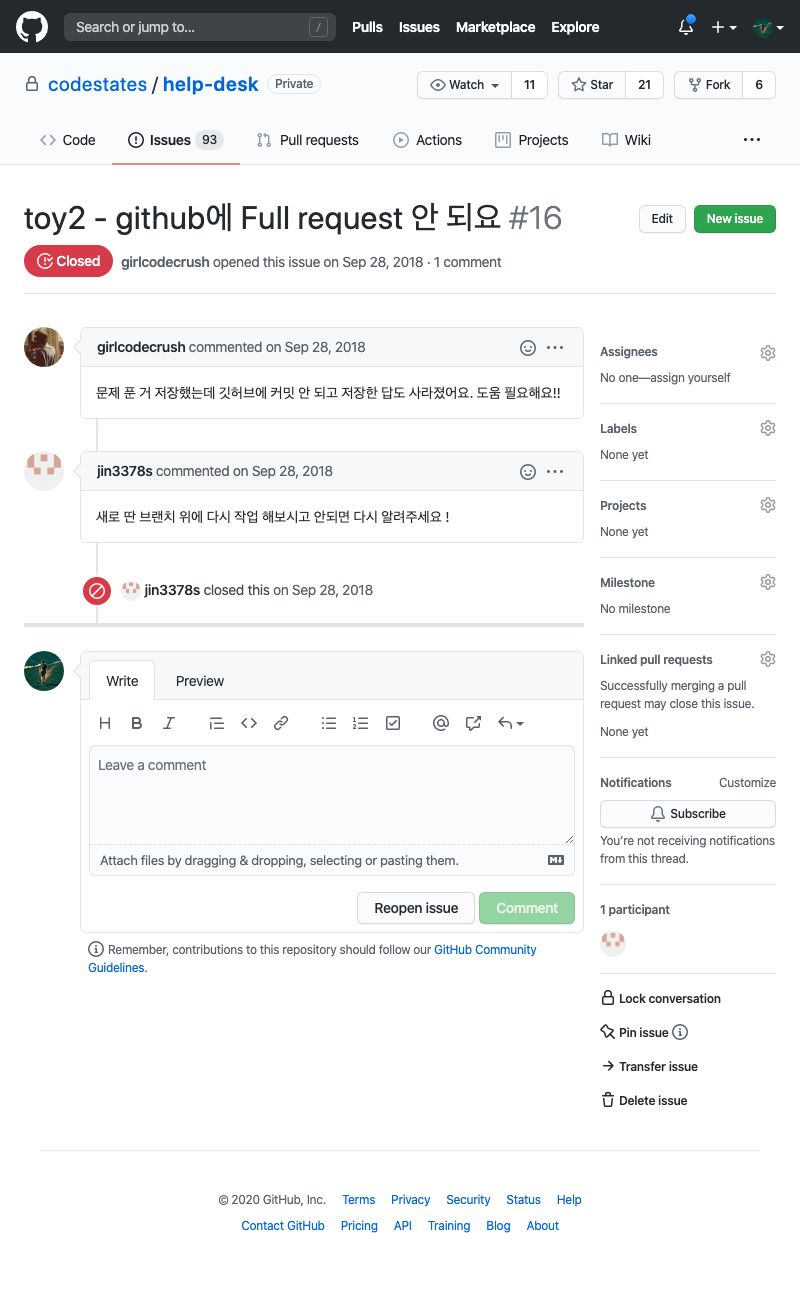 Search or jump to... /
Pulls Issues Marketplace Explore
codestates / help-desk Private
Watch 11 Star 21 Fork 6
Code Issues 93 Pull requests Actions Projects Wiki ...
toy2 - github에 Full request 안 되요 #16
Edit New issue
Closed girlcodecrush opened this issue on Sep 28, 2018 · 1 comment
girlcodecrush commented on Sep 28, 2018
문제 푼 거 저장했는데 깃허브에 커밋 안 되고 저장한 답도 사라졌어요. 도움 필요해요!!
jin3378s commented on Sep 28, 2018
새로 딴 브랜치 위에 다시 작업 해보시고 안되면 다시 알려주세요 !
jin3378s closed this on Sep 28, 2018
Write Preview
H B I
Leave a comment
Attach files by dragging & dropping, selecting or pasting them.
Reopen issue Comment
Remember, contributions to this repository should follow our GitHub Community
Guidelines.
Assignees
No one—assign yourself
Labels
None yet
Projects
None yet
Milestone
No milestone
Linked pull requests
Successfully merging a pull
request may close this issue.
None yet
Notifications Customize
Subscribe
You're not receiving notifications
from this thread.
1 participant
Lock conversation
Pin issue
Transfer issue
Delete issue
© 2020 GitHub, Inc. Terms Privacy Security Status Help
Contact GitHub Pricing API Training Blog About